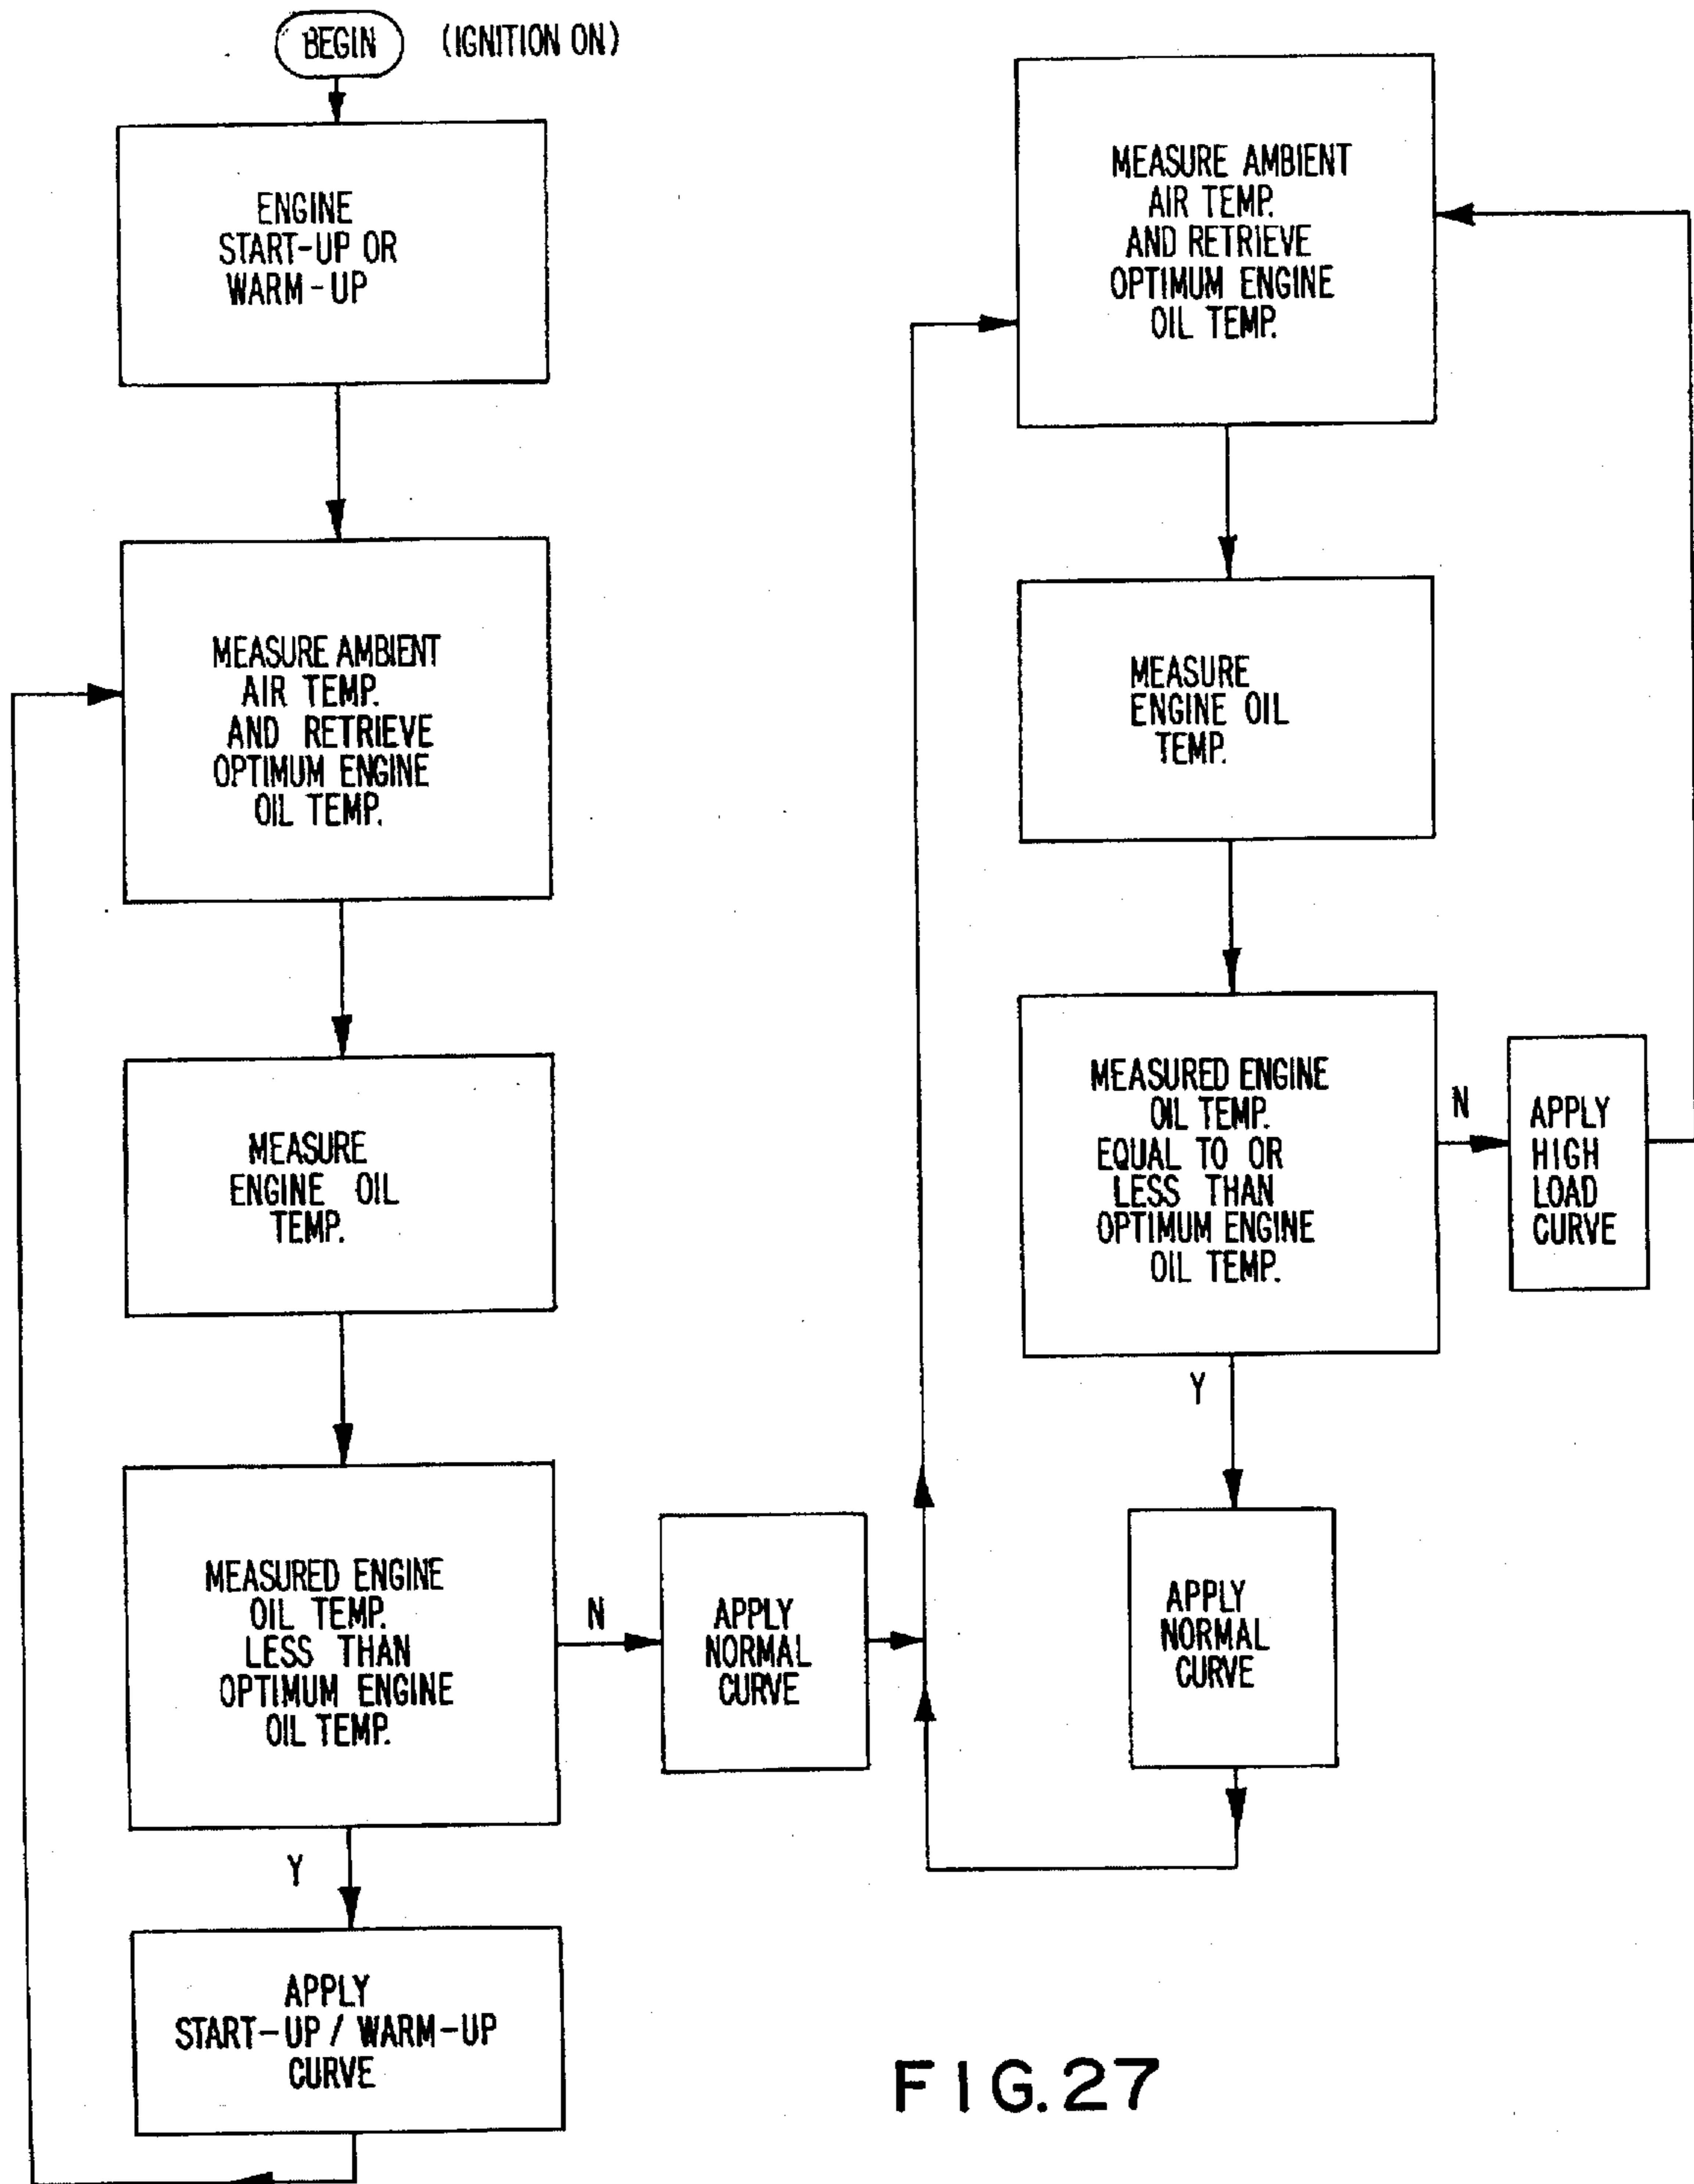 BEGIN (IGNITION ON)
ENGINE
START-UP OR
WARM-UP
MEASURE AMBIENT
AIR TEMP.
AND RETRIEVE
OPTIMUM ENGINE
OIL TEMP.
MEASURE
ENGINE OIL
TEMP.
MEASURED ENGINE
OIL TEMP.
LESS THAN
OPTIMUM ENGINE
OIL TEMP.
N
APPLY
NORMAL
CURVE
Y
APPLY
START-UP / WARM-UP
CURVE
MEASURE AMBIENT
AIR TEMP.
AND RETRIEVE
OPTIMUM ENGINE
OIL TEMP.
MEASURE
ENGINE OIL
TEMP.
MEASURED ENGINE
OIL TEMP.
EQUAL TO OR
LESS THAN
OPTIMUM ENGINE
OIL TEMP.
N
APPLY
HIGH
LOAD
CURVE
Y
APPLY
NORMAL
CURVE
FIG.27